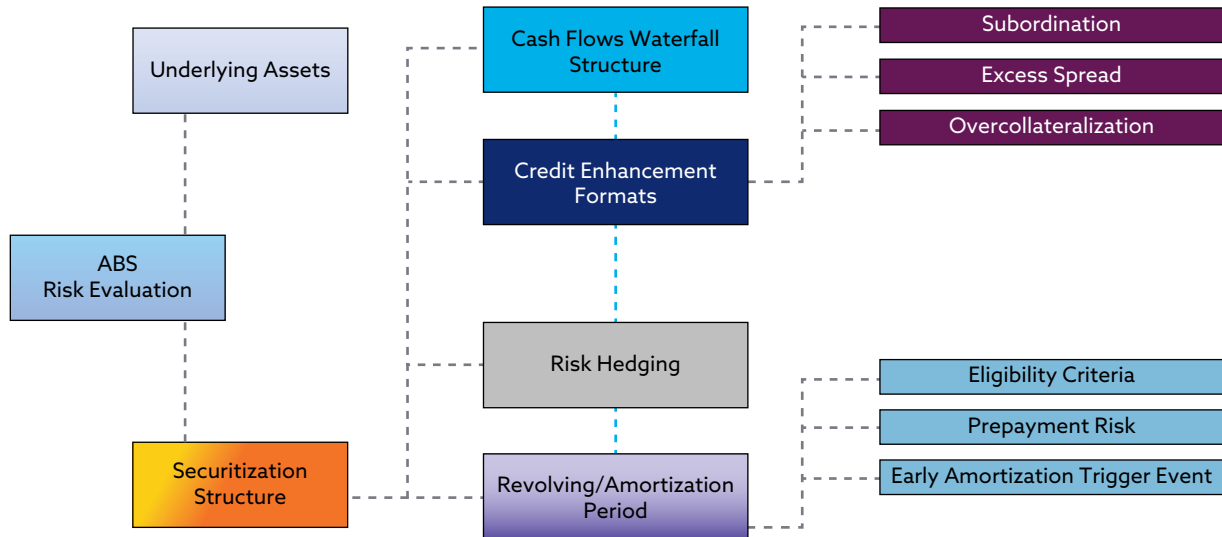 Underlying Assets
ABS
Risk Evaluation
Securitization
Structure
Cash Flows Waterfall
Structure
Credit Enhancement
Formats
Risk Hedging
Revolving/Amortization
Period
Subordination
Excess Spread
Overcollateralization
Eligibility Criteria
Prepayment Risk
Early Amortization Trigger Event